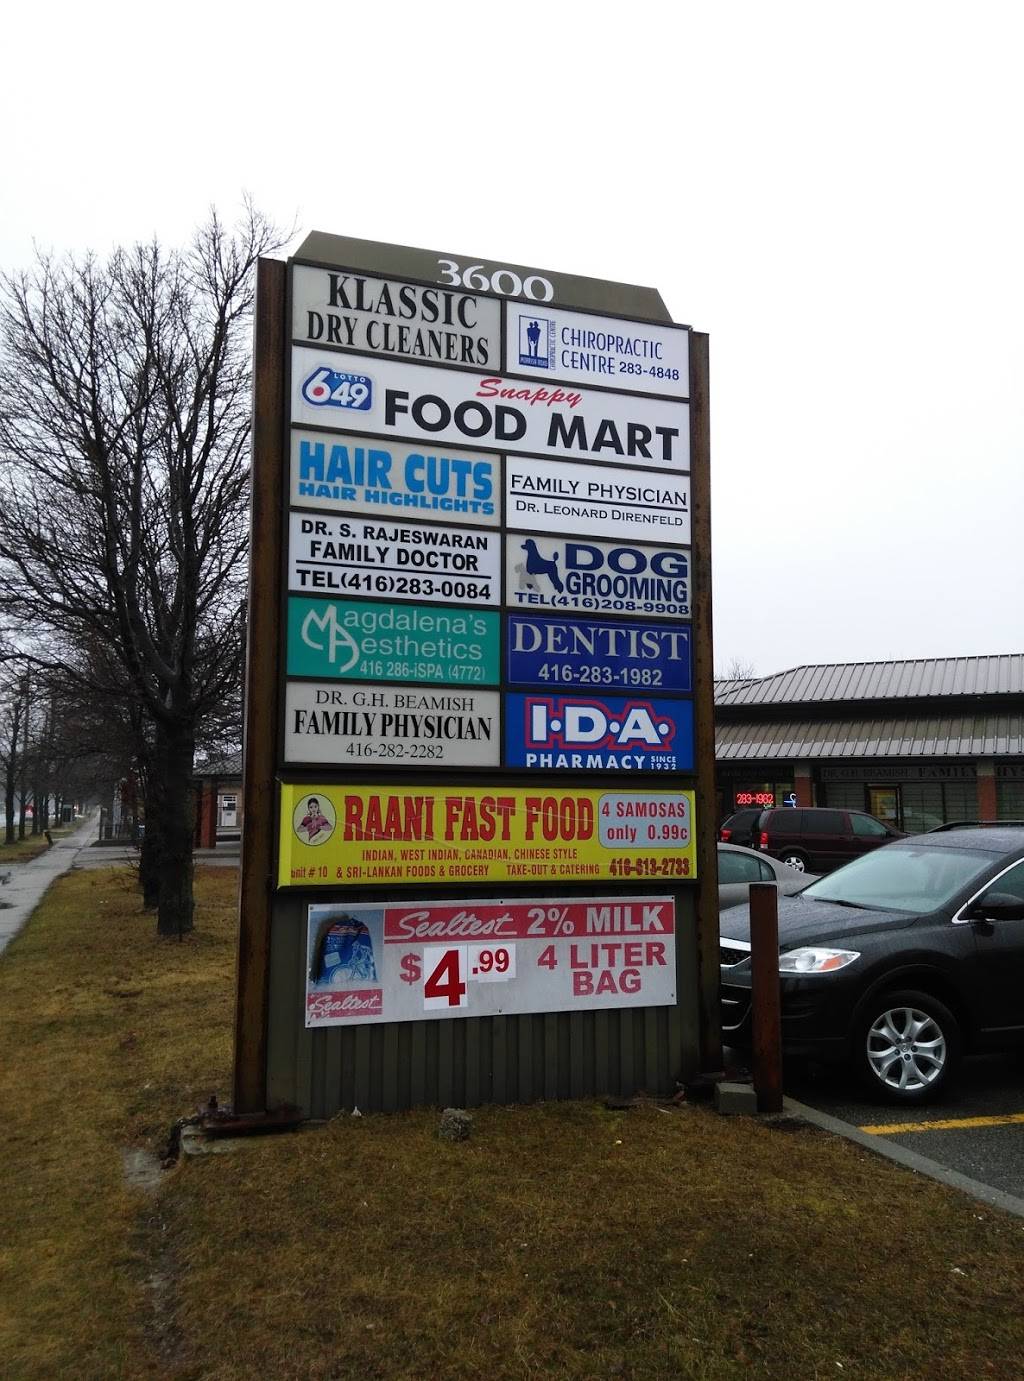 3600
KLASSIC
DRY CLEANERS
CHIROPRACTIC
CENTRE 283-4848
LOTTO
649
Snappy
FOOD MART
HAIR CUTS
HAIR HIGHLIGHTS
FAMILY PHYSICIAN
DR. LEONARD DIRENFELD
DR. S. RAJESWARAN
FAMILY DOCTOR
TEL(416)283-0084
DOG
GROOMING
TEL(416)208-9908
Magdalena's
Aesthetics
416 286-iSPA (4772)
DENTIST
416-283-1982
DR. G.H. BEAMISH
FAMILY PHYSICIAN
416-282-2282
I·D·A·
PHARMACY SINCE
1932
RAANI FAST FOOD
4 SAMOSAS
only 0.99c
INDIAN, WEST INDIAN, CANADIAN, CHINESE STYLE
unit # 10 & SRI-LANKAN FOODS & GROCERY TAKE-OUT & CATERING 416-613-2733
Sealtest 2% MILK
$4.99 4 LITER
BAG
Sealtest
283-1982
DR. G.H. BEAMISH FAMILY